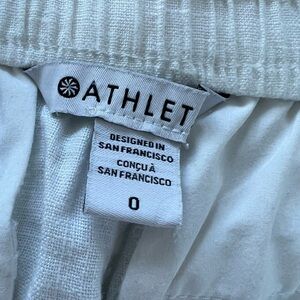 ATHLET
DESIGNED IN
SAN FRANCISCO
CONÇU À
SAN FRANCISCO
0